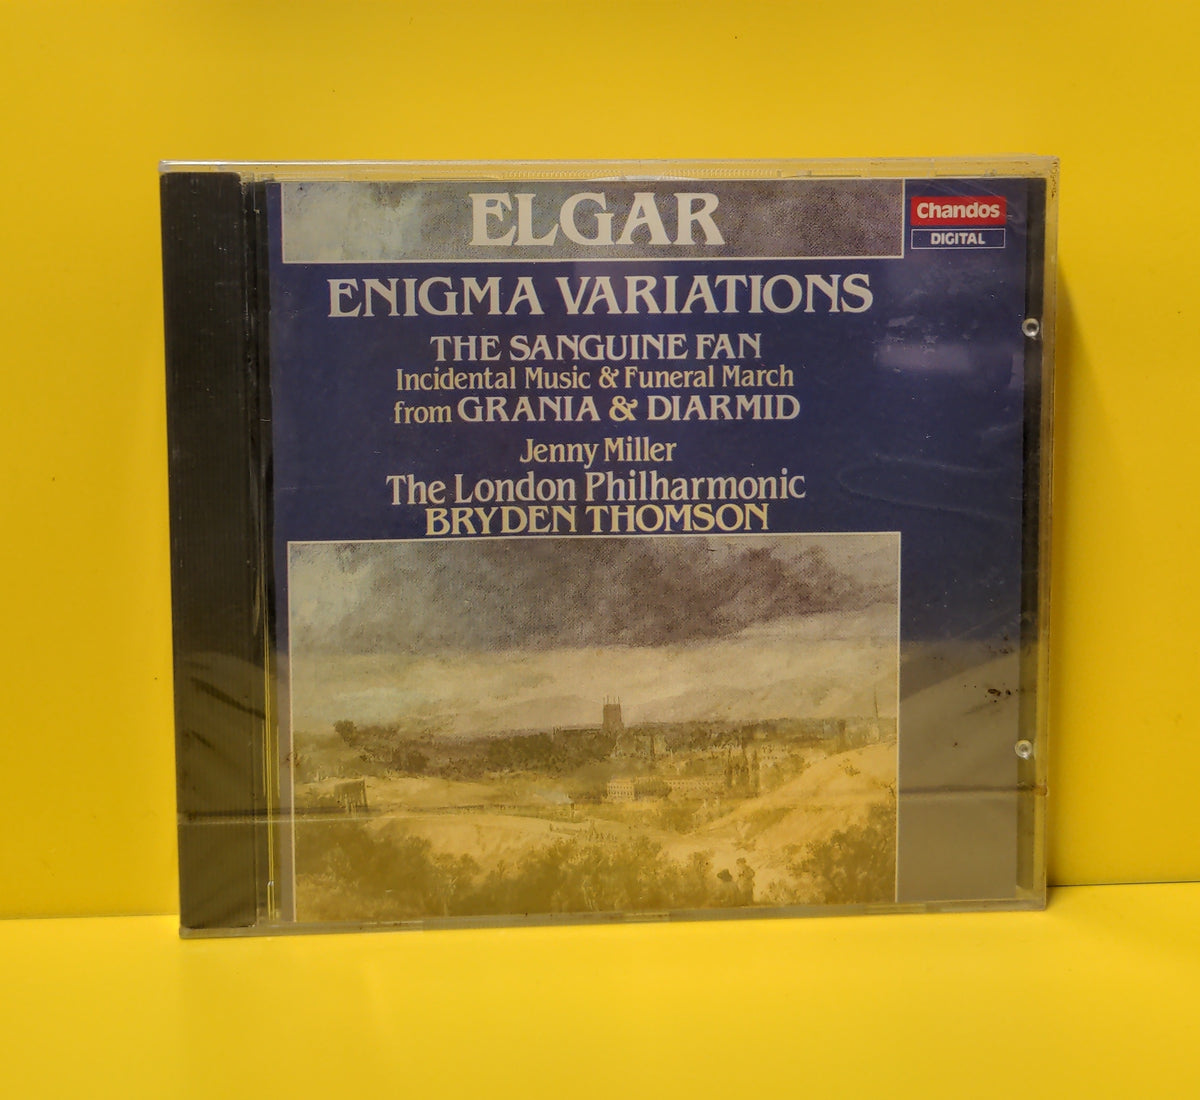 ELGAR
Chandos
DIGITAL
ENIGMA VARIATIONS
THE SANGUINE FAN
Incidental Music & Funeral March
from GRANIA & DIARMID
Jenny Miller
The London Philharmonic
BRYDEN THOMSON